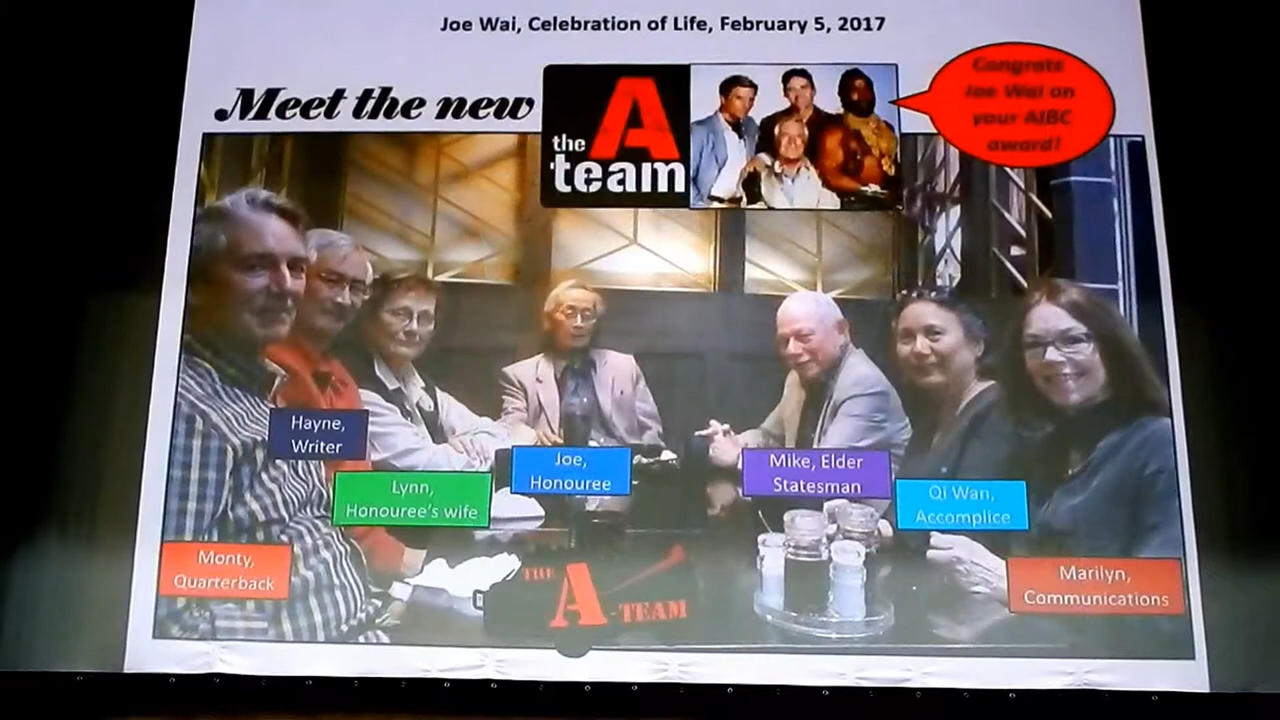 Joe Wai, Celebration of Life, February 5, 2017
Meet the new
the A
team
Congrats
Joe Wai on
your AIBC
award!
Hayne,
Writer
Lynn,
Honouree's wife
Joe,
Honouree
Mike, Elder
Statesman
Qi Wan,
Accomplice
Monty,
Quarterback
Marilyn,
Communications
THE
A-TEAM